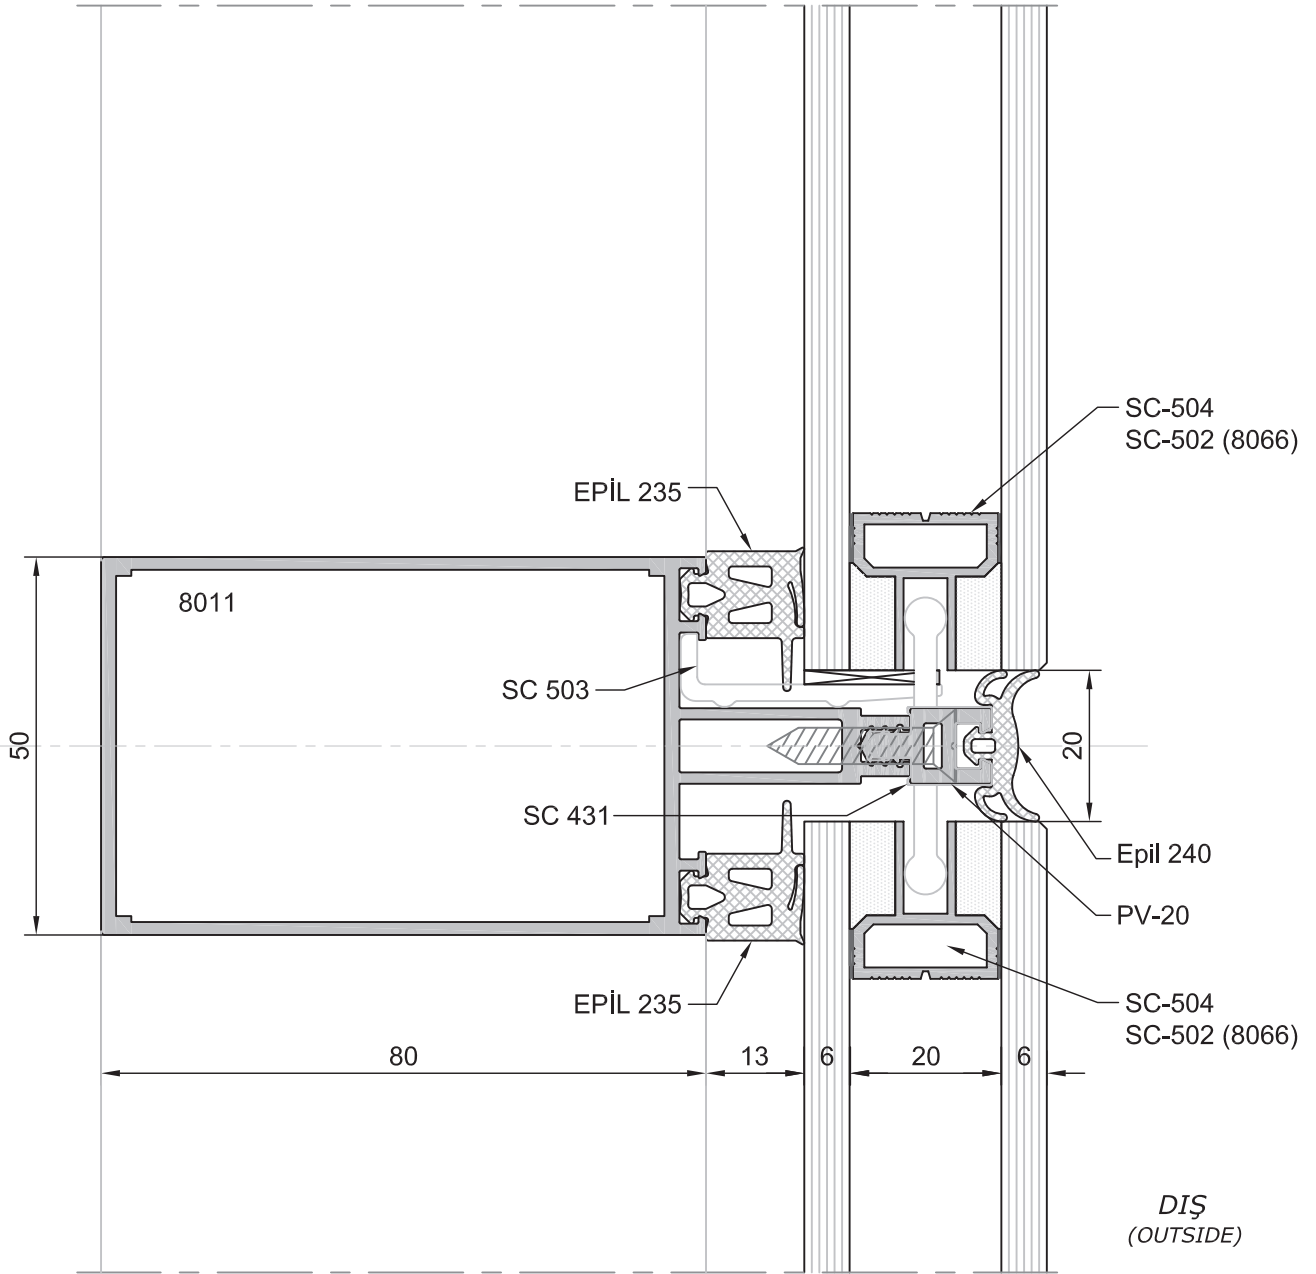 SC-504
SC-502 (8066)
EPİL 235
8011
SC 503
50
20
SC 431
Epil 240
PV-20
EPİL 235
SC-504
SC-502 (8066)
80
13
6
20
6
DIŞ
(OUTSIDE)